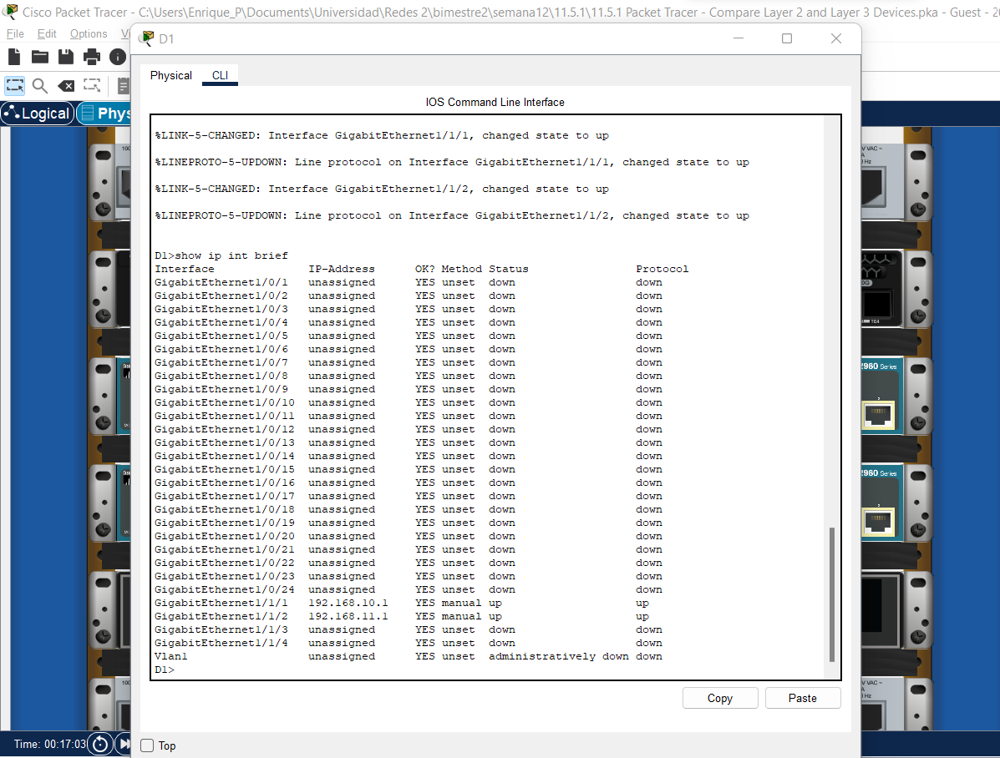 Cisco Packet Tracer - C:\Users\Enrique_P\Documents\Universidad\Redes 2\bimestre2\semana12\11.5.1\11.5.1 Packet Tracer - Compare Layer 2 and Layer 3 Devices.pka - Guest - 20
File Edit Options
D1
Physical CLI
Logical Phys
IOS Command Line Interface
%LINK-5-CHANGED: Interface GigabitEthernet1/1/1, changed state to up
%LINEPROTO-5-UPDOWN: Line protocol on Interface GigabitEthernet1/1/1, changed state to up
%LINK-5-CHANGED: Interface GigabitEthernet1/1/2, changed state to up
%LINEPROTO-5-UPDOWN: Line protocol on Interface GigabitEthernet1/1/2, changed state to up
D1>show ip int brief
Interface IP-Address OK? Method Status Protocol
GigabitEthernet1/0/1 unassigned YES unset down down
GigabitEthernet1/0/2 unassigned YES unset down down
GigabitEthernet1/0/3 unassigned YES unset down down
GigabitEthernet1/0/4 unassigned YES unset down down
GigabitEthernet1/0/5 unassigned YES unset down down
GigabitEthernet1/0/6 unassigned YES unset down down
GigabitEthernet1/0/7 unassigned YES unset down down
GigabitEthernet1/0/8 unassigned YES unset down down
GigabitEthernet1/0/9 unassigned YES unset down down
GigabitEthernet1/0/10 unassigned YES unset down down
GigabitEthernet1/0/11 unassigned YES unset down down
GigabitEthernet1/0/12 unassigned YES unset down down
GigabitEthernet1/0/13 unassigned YES unset down down
GigabitEthernet1/0/14 unassigned YES unset down down
GigabitEthernet1/0/15 unassigned YES unset down down
GigabitEthernet1/0/16 unassigned YES unset down down
GigabitEthernet1/0/17 unassigned YES unset down down
GigabitEthernet1/0/18 unassigned YES unset down down
GigabitEthernet1/0/19 unassigned YES unset down down
GigabitEthernet1/0/20 unassigned YES unset down down
GigabitEthernet1/0/21 unassigned YES unset down down
GigabitEthernet1/0/22 unassigned YES unset down down
GigabitEthernet1/0/23 unassigned YES unset down down
GigabitEthernet1/0/24 unassigned YES unset down down
GigabitEthernet1/1/1 192.168.10.1 YES manual up up
GigabitEthernet1/1/2 192.168.11.1 YES manual up up
GigabitEthernet1/1/3 unassigned YES unset down down
GigabitEthernet1/1/4 unassigned YES unset down down
Vlan1 unassigned YES unset administratively down down
D1>
Copy Paste
2960 Series
2960 Series
Time: 00:17:03
Top